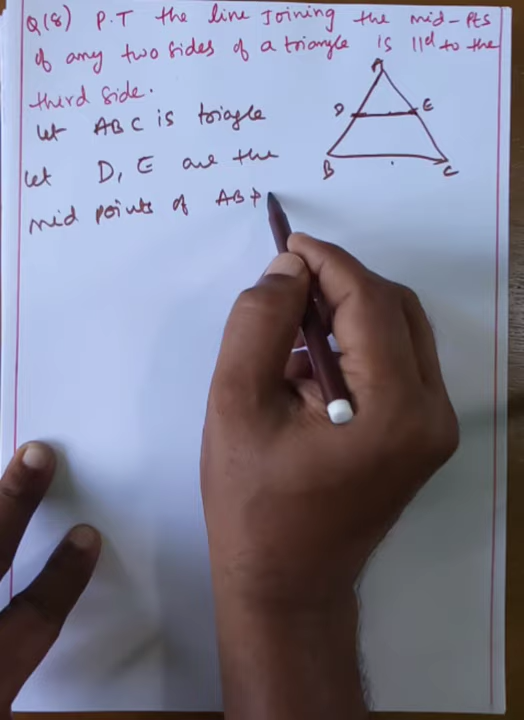 Q(8) P.T the line Joining the mid-Pts
of any two sides of a triangle is 11d to the
third side.
Let ABC is triagle
Let D, E are the
mid points of AB
A
D E
B C